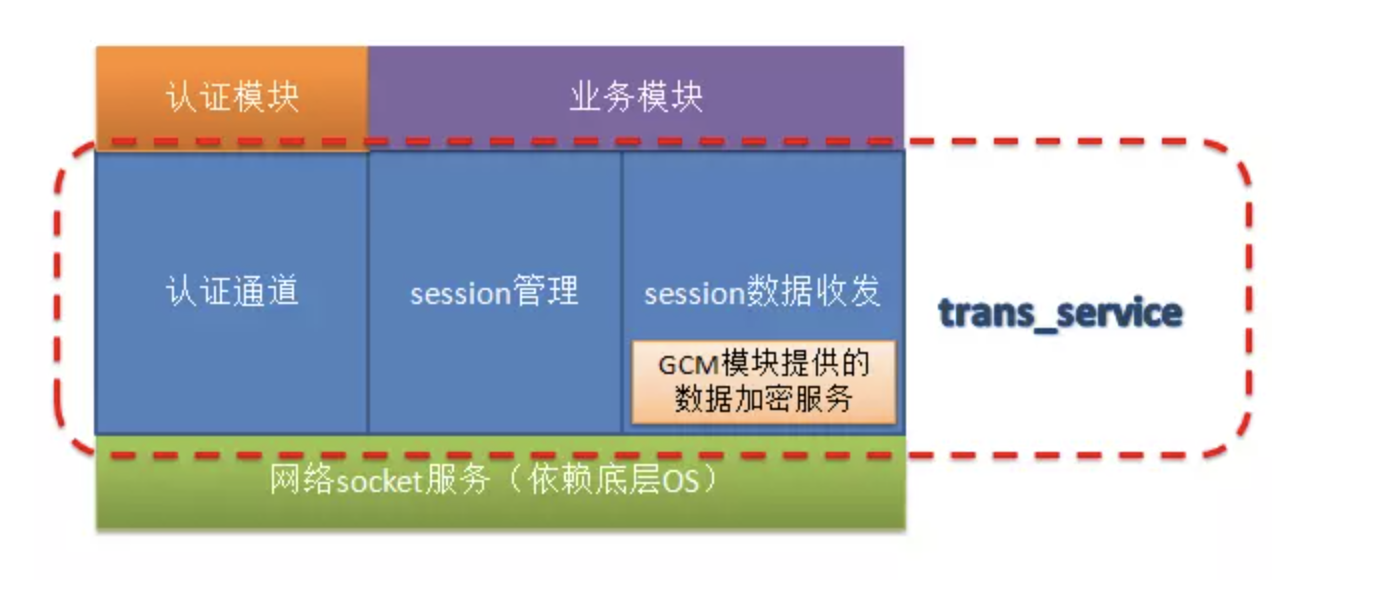 认证模块
业务模块
认证通道
session管理
session数据收发
GCM模块提供的
数据加密服务
trans_service
网络socket服务（依赖底层OS）